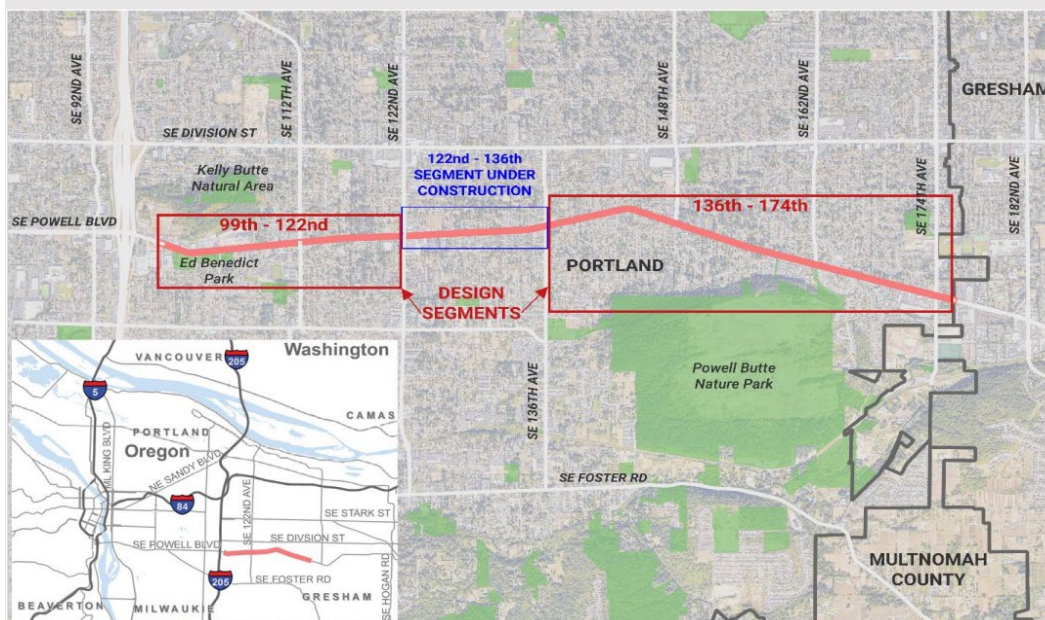 SE 92ND AVE
SE 112TH AVE
SE 122ND AVE
SE 148TH AVE
SE 162ND AVE
GRESHAM
SE DIVISION ST
Kelly Butte
Natural Area
122nd - 136th
SEGMENT UNDER
CONSTRUCTION
SE POWELL BLVD
99th - 122nd
136th - 174th
SE 174TH AVE
SE 182ND AVE
Ed Benedict
Park
PORTLAND
DESIGN
SEGMENTS
SE 136TH AVE
Powell Butte
Nature Park
SE FOSTER RD
MULTNOMAH
COUNTY
VANCOUVER
205
Washington
5
CAMAS
PORTLAND
Oregon
ML KING BLVD
NE SANDY BLVD
84
SE 122ND AVE
SE STARK ST
SE POWELL BLVD
SE DIVSION ST
205
SE FOSTER RD
GRESHAM
SE HOGAN RD
BEAVERTON
MILWAUKIE